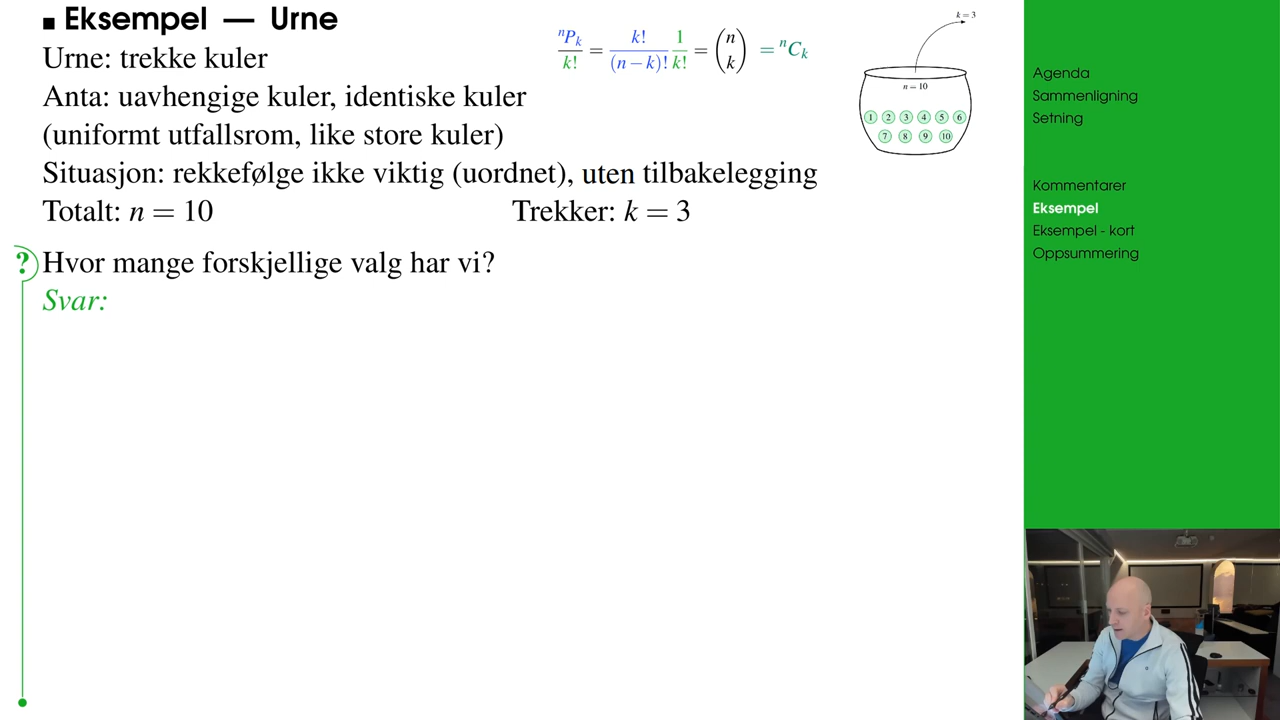 Eksempel — Urne
Urne: trekke kuler
Anta: uavhengige kuler, identiske kuler
(uniformt utfallsrom, like store kuler)
Situasjon: rekkefølge ikke viktig (uordnet), uten tilbakelegging
Totalt: n = 10
Trekker: k = 3
ⁿPₖ / k! = k! / (n − k)! 1 / k! = (n k) = ⁿCₖ
k = 3
n = 10
1 2 3 4 5 6
7 8 9 10
? Hvor mange forskjellige valg har vi?
Svar:
Agenda
Sammenligning
Setning
Kommentarer
Eksempel
Eksempel - kort
Oppsummering